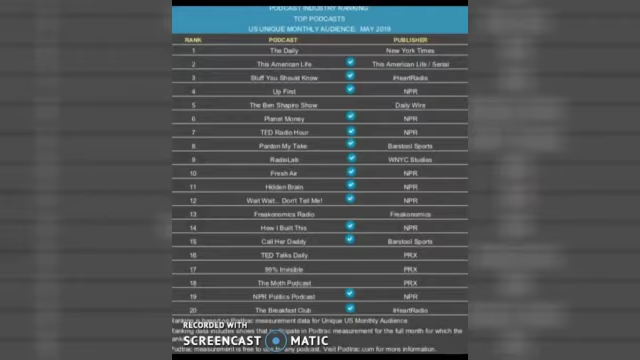 PODCAST INDUSTRY RANKING
TOP PODCASTS
US UNIQUE MONTHLY AUDIENCE: MAY 2019
RANK PODCAST PUBLISHER
1 The Daily New York Times
2 This American Life This American Life / Serial
3 Stuff You Should Know iHeartRadio
4 Up First NPR
5 The Ben Shapiro Show Daily Wire
6 Planet Money NPR
7 TED Radio Hour NPR
8 Pardon My Take Barstool Sports
9 RadioLab WNYC Studios
10 Fresh Air NPR
11 Hidden Brain NPR
12 Wait Wait... Don't Tell Me! NPR
13 Freakonomics Radio Freakonomics
14 How I Built This NPR
15 Call Her Daddy Barstool Sports
16 TED Talks Daily PRX
17 99% Invisible PRX
18 The Moth Podcast PRX
19 NPR Politics Podcast NPR
20 The Breakfast Club iHeartRadio
Ranking is based on Podtrac measurement data for Unique US Monthly Audience.
Ranking data includes shows that participate in Podtrac measurement for the full month for which the
Podtrac measurement is free to any podcast. Visit Podtrac.com for more information.
RECORDED WITH
SCREENCAST MATIC